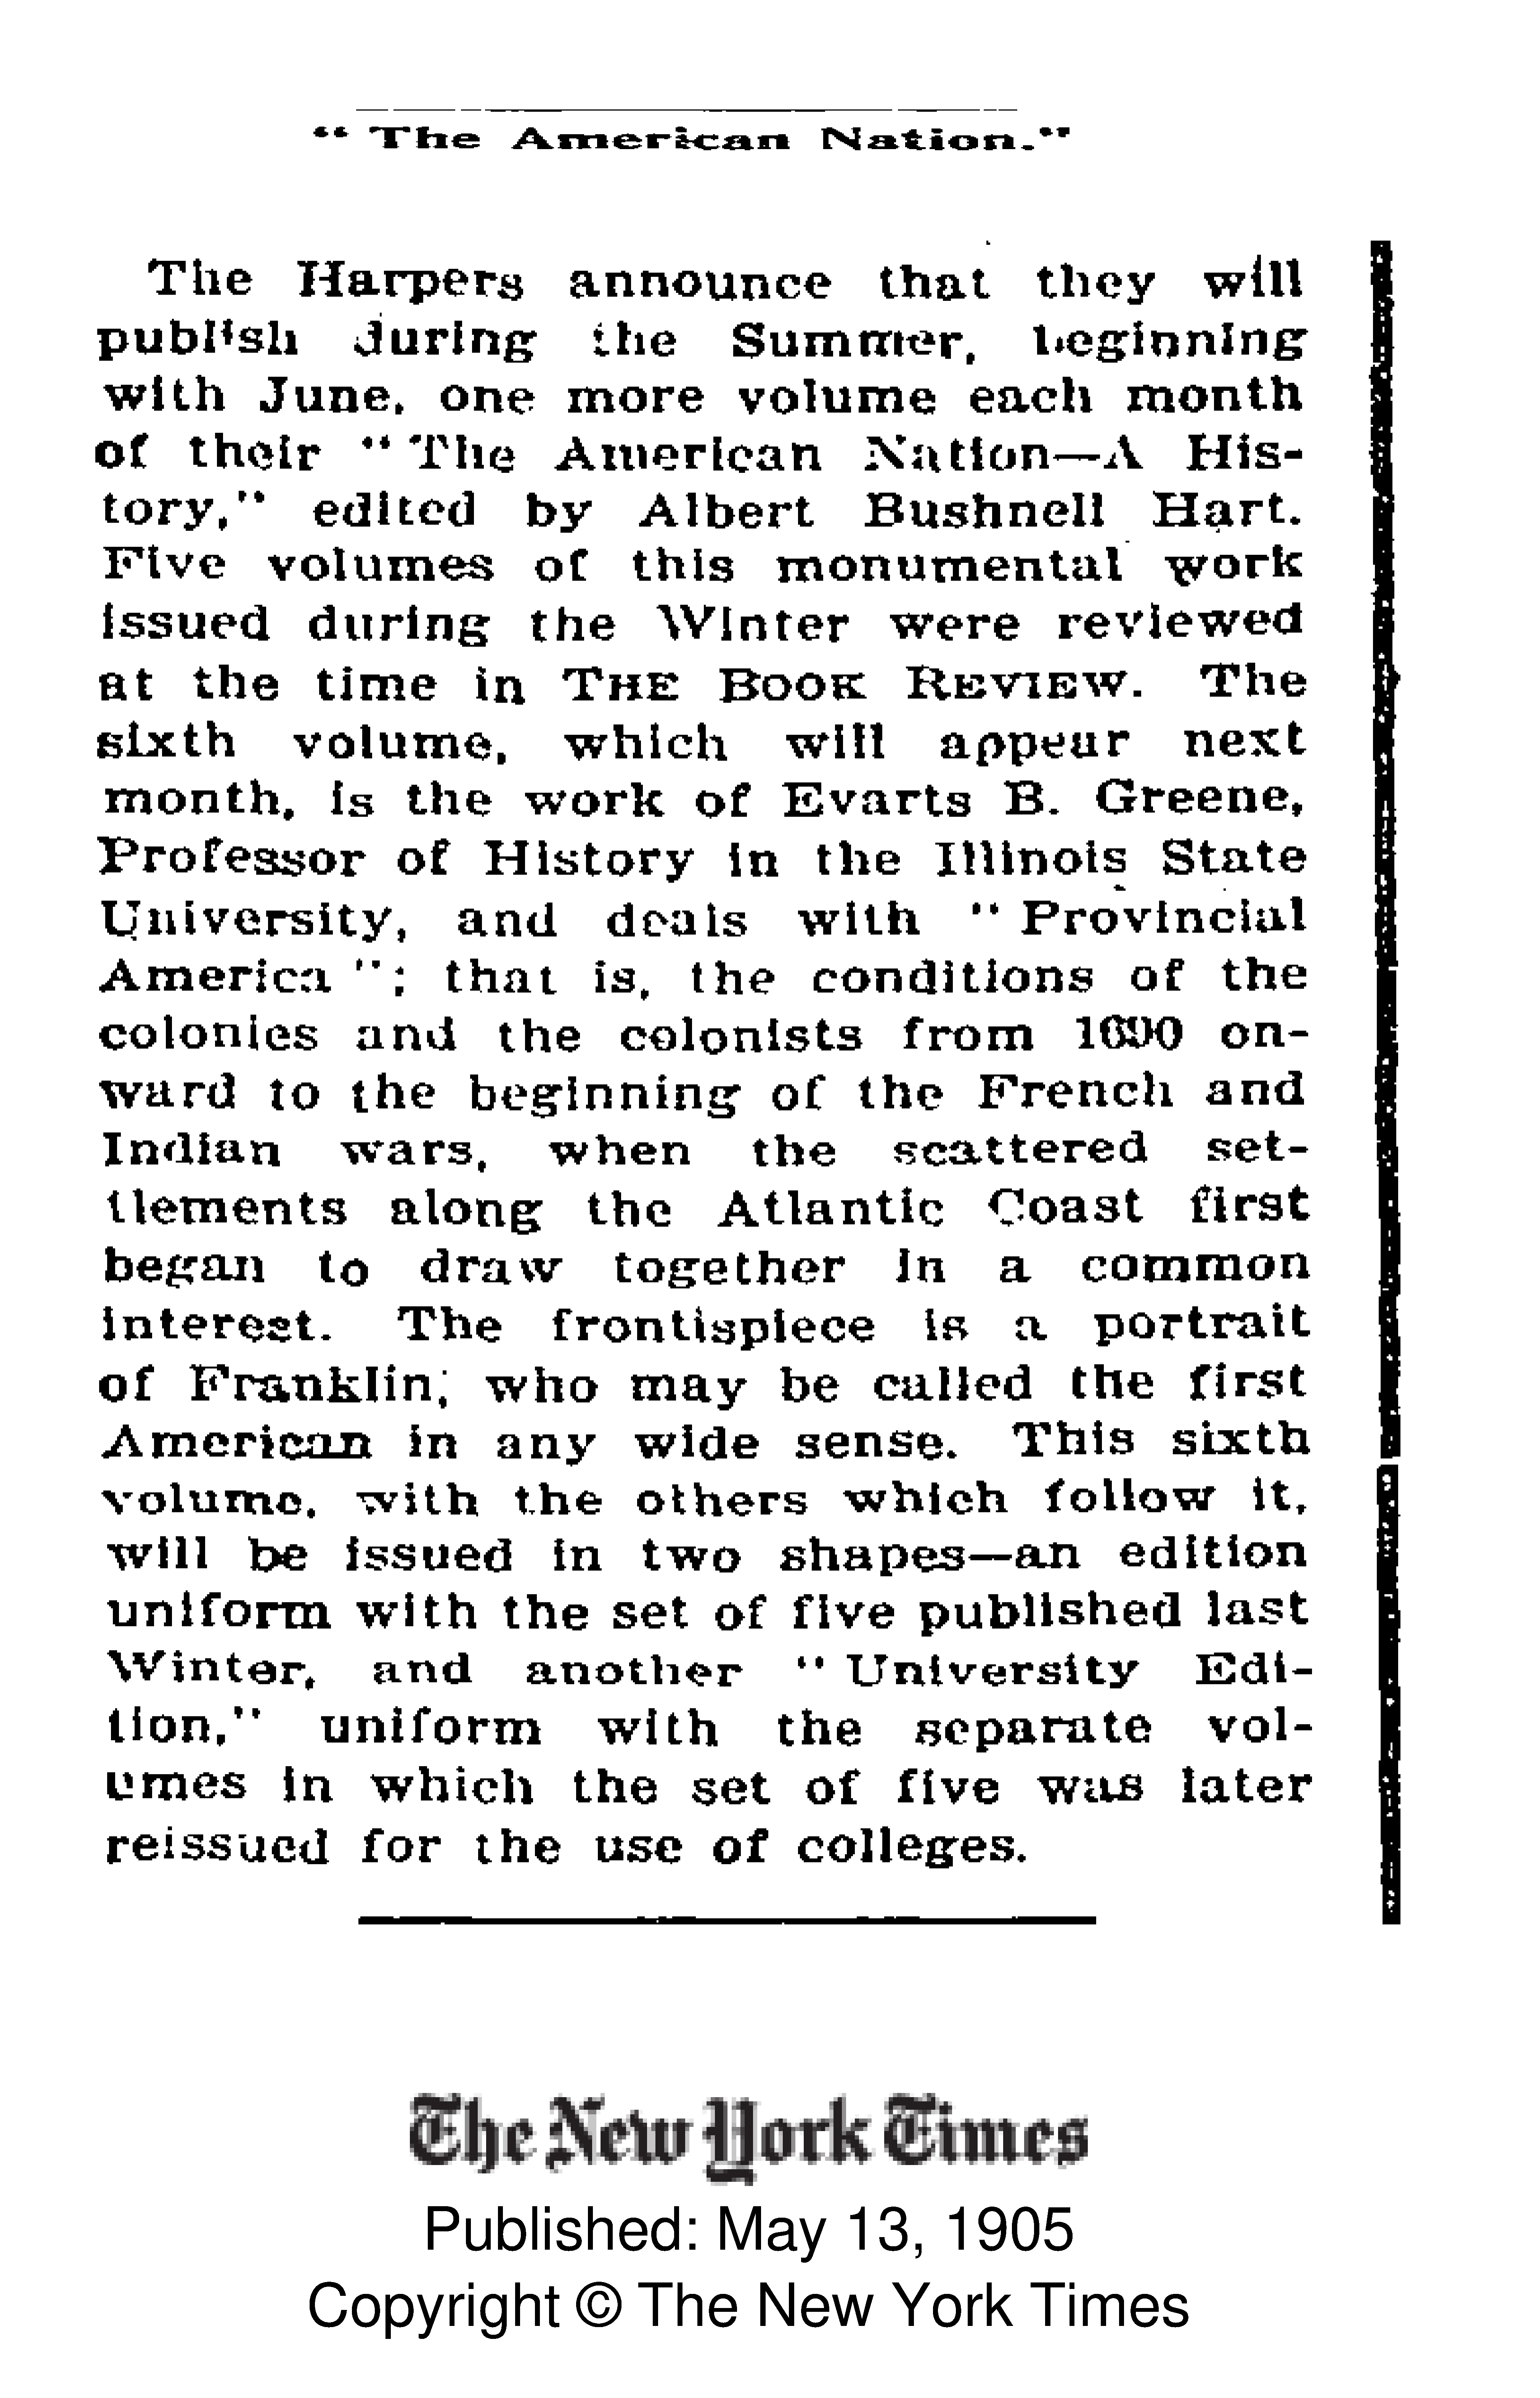 “ The American Nation.”
The Harpers announce that they will
publish during the Summer, beginning
with June, one more volume each month
of their “ The American Nation—A His-
tory,” edited by Albert Bushnell Hart.
Five volumes of this monumental work
issued during the Winter were reviewed
at the time in THE BOOK REVIEW. The
sixth volume, which will appear next
month, is the work of Evarts B. Greene,
Professor of History in the Illinois State
University, and deals with “ Provincial
America ”; that is, the conditions of the
colonies and the colonists from 1690 on-
ward to the beginning of the French and
Indian wars, when the scattered set-
tlements along the Atlantic Coast first
began to draw together in a common
interest. The frontispiece is a portrait
of Franklin, who may be called the first
American in any wide sense. This sixth
volume, with the others which follow it,
will be issued in two shapes—an edition
uniform with the set of five published last
Winter, and another “ University Edi-
tion,” uniform with the separate vol-
umes in which the set of five was later
reissued for the use of colleges.
The New York Times
Published: May 13, 1905
Copyright © The New York Times